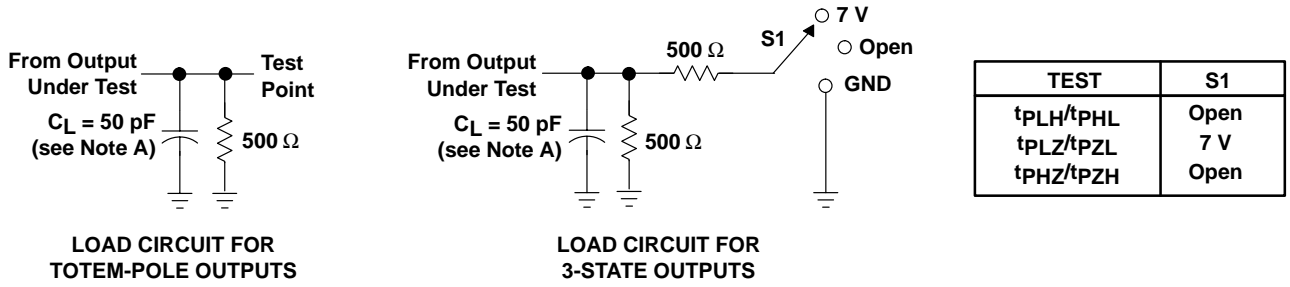 From Output
Under Test
Test
Point
CL = 50 pF
(see Note A)
500 Ω
LOAD CIRCUIT FOR
TOTEM-POLE OUTPUTS
From Output
Under Test
CL = 50 pF
(see Note A)
500 Ω
500 Ω
S1
7 V
Open
GND
LOAD CIRCUIT FOR
3-STATE OUTPUTS
TEST S1
tPLH/tPHL Open
tPLZ/tPZL 7 V
tPHZ/tPZH Open